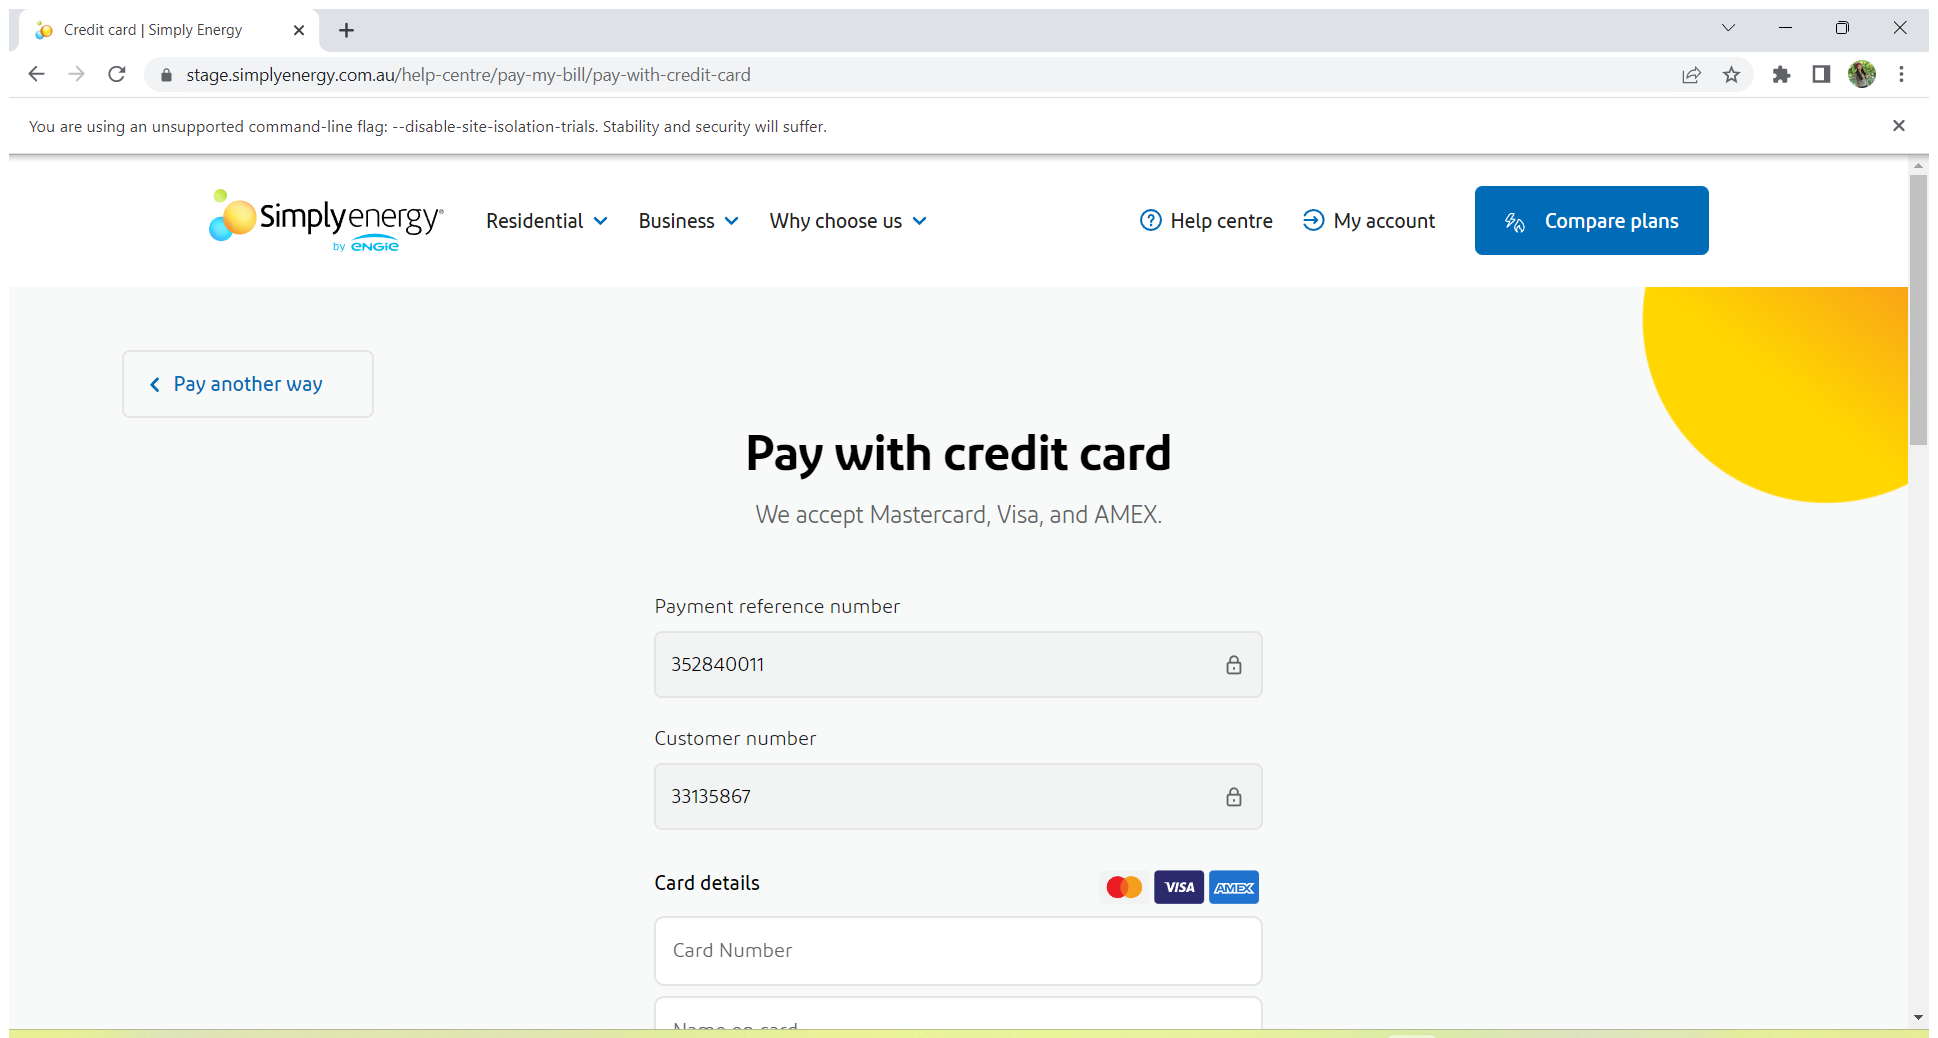 Credit card | Simply Energy
stage.simplyenergy.com.au/help-centre/pay-my-bill/pay-with-credit-card
You are using an unsupported command-line flag: --disable-site-isolation-trials. Stability and security will suffer.
Simplyenergy®
by ENGIE
Residential Business Why choose us Help centre My account Compare plans
Pay another way
Pay with credit card
We accept Mastercard, Visa, and AMEX.
Payment reference number
352840011
Customer number
33135867
Card details VISA AMEX
Card Number
Name on card